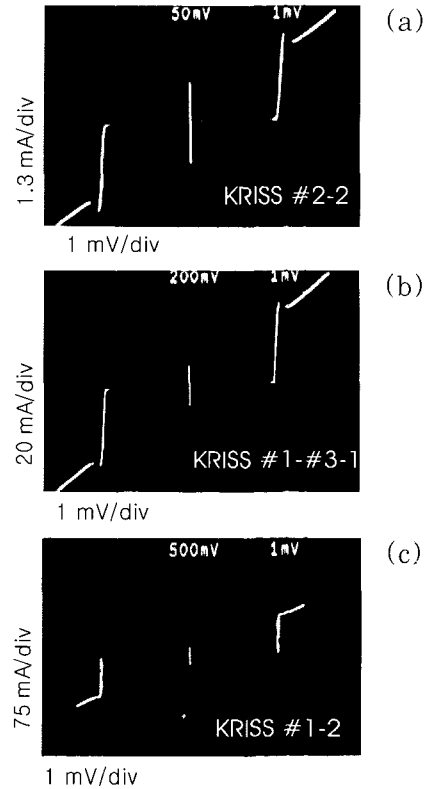 (a)
50mV 1mV
1.3 mA/div
KRISS #2-2
1 mV/div
(b)
200mV 1mV
20 mA/div
KRISS #1-#3-1
1 mV/div
(c)
500mV 1mV
75 mA/div
KRISS #1-2
1 mV/div